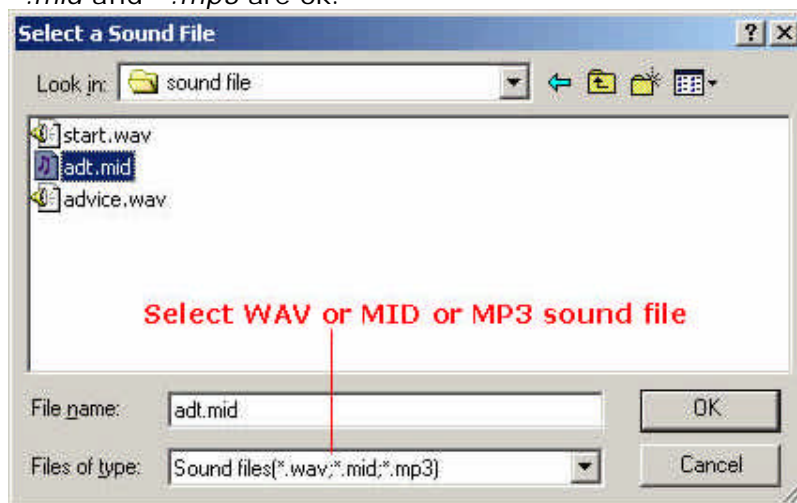 .mid and .mp3 are ok.
Select a Sound File
Look in: sound file
start.wav
adt.mid
advice.wav
Select WAV or MID or MP3 sound file
File name: adt.mid OK
Files of type: Sound files(*.wav;*.mid;*.mp3) Cancel